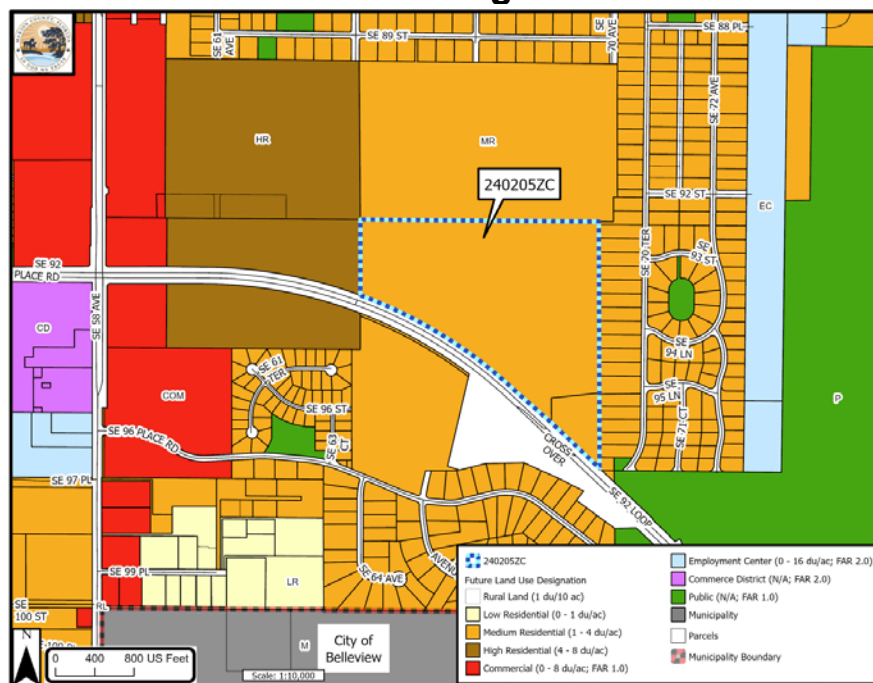 SE 61
AVE
SE 89 ST
SE
70 AVE
SE 88 PL
SE 72 AVE
HR
MR
240205ZC
SE 92 ST
EC
SE 92
PLACE RD
SE 70 TER
SE
93 ST
SE 58 AVE
CD
SE 61
TER
SE
94 LN
COM
SE 96 ST
SE
95 LN
SE 71 CT
P
SE 96 PLACE RD
SE 63
CT
CROSS
OVER
SE 97 PL
SE 92 LOOP
SE 99 PL
LR
SE 64 AVE
AVENU
RL
SE
100 ST
M
City of
Belleview
N
0 400 800 US Feet
Scale: 1:10,000
240205ZC
Future Land Use Designation
Rural Land (1 du/10 ac)
Low Residential (0 - 1 du/ac)
Medium Residential (1 - 4 du/ac)
High Residential (4 - 8 du/ac)
Commercial (0 - 8 du/ac; FAR 1.0)
Employment Center (0 - 16 du/ac; FAR 2.0)
Commerce District (N/A; FAR 2.0)
Public (N/A; FAR 1.0)
Municipality
Parcels
Municipality Boundary